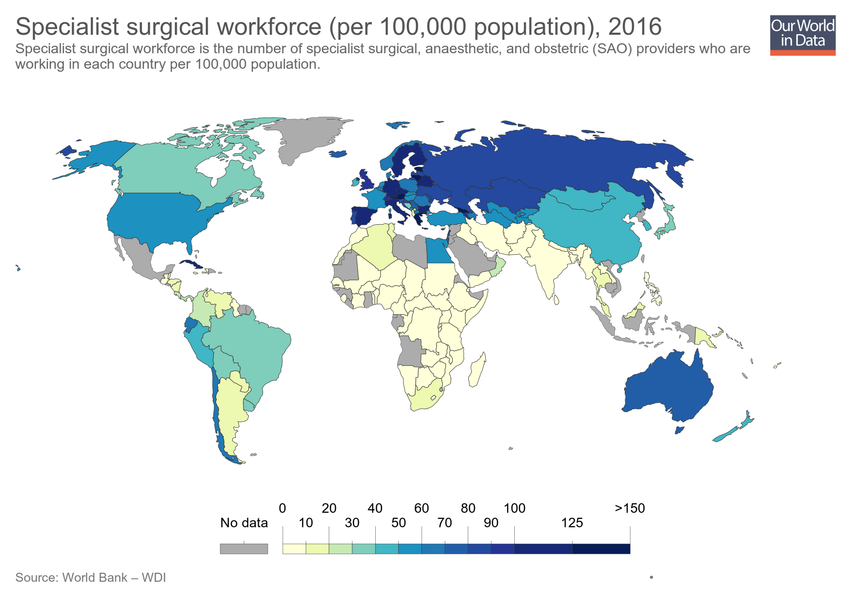 Specialist surgical workforce (per 100,000 population), 2016
Our World
in Data
Specialist surgical workforce is the number of specialist surgical, anaesthetic, and obstetric (SAO) providers who are
working in each country per 100,000 population.
0 20 40 60 80 100 >150
No data 10 30 50 70 90 125
Source: World Bank – WDI